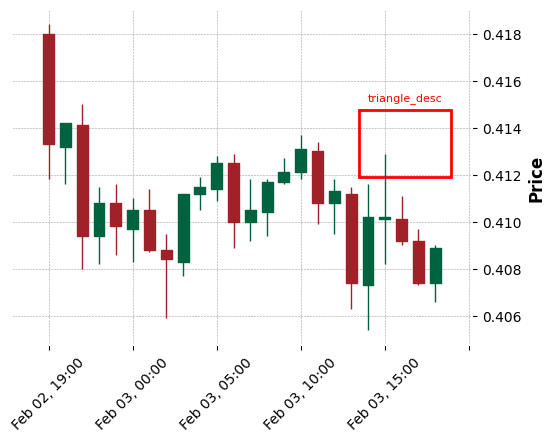 0.418
0.416
triangle_desc
0.414
0.412
0.410
0.408
0.406
Price
Feb 02, 19:00
Feb 03, 00:00
Feb 03, 05:00
Feb 03, 10:00
Feb 03, 15:00